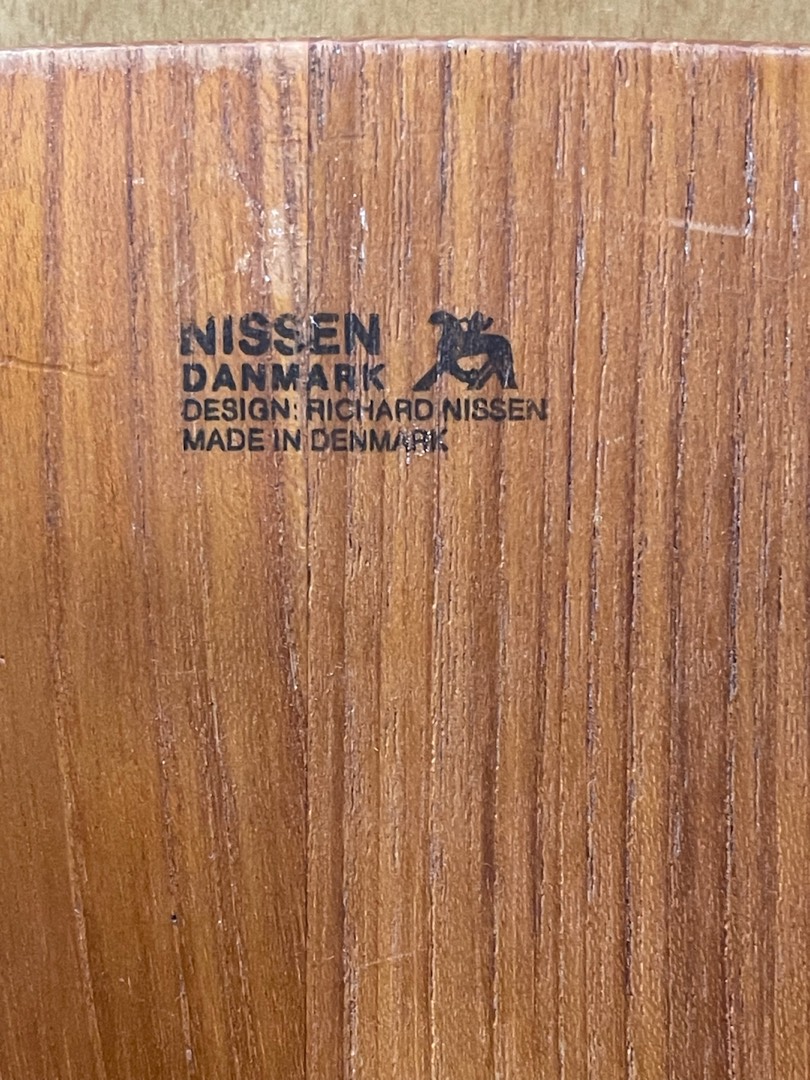 NISSEN
DANMARK
DESIGN: RICHARD NISSEN
MADE IN DENMARK